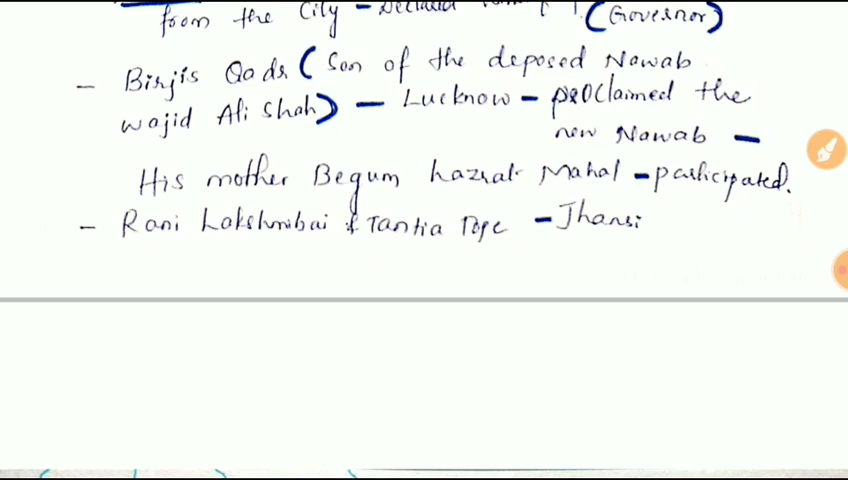 from the City - Declared (Governor)
- Birjis Qadr (Son of the deposed Nawab
Wajid Ali Shah) - Lucknow - proclaimed the
new Nawab -
His mother Begum hazrat Mahal - participated.
- Rani Lakshmibai & Tantia Tope - Jhansi